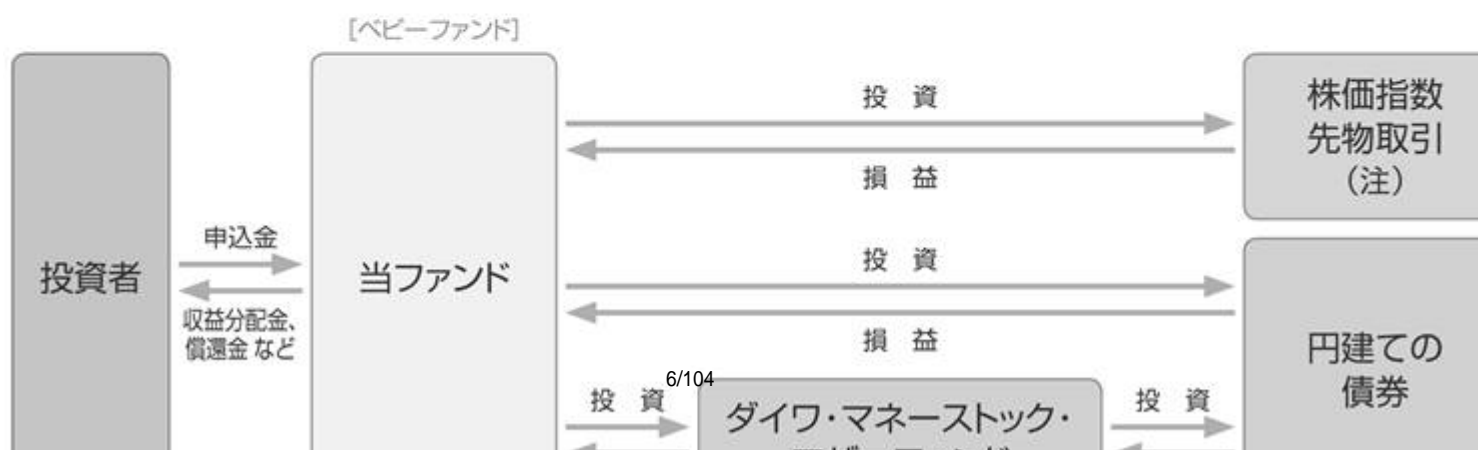 [ベビーファンド]
投資者
申込金
収益分配金、
償還金 など
当ファンド
投 資
損 益
株価指数
先物取引
（注）
投 資
損 益
円建ての
債券
6/104
投 資
ダイワ・マネーストック・
投 資